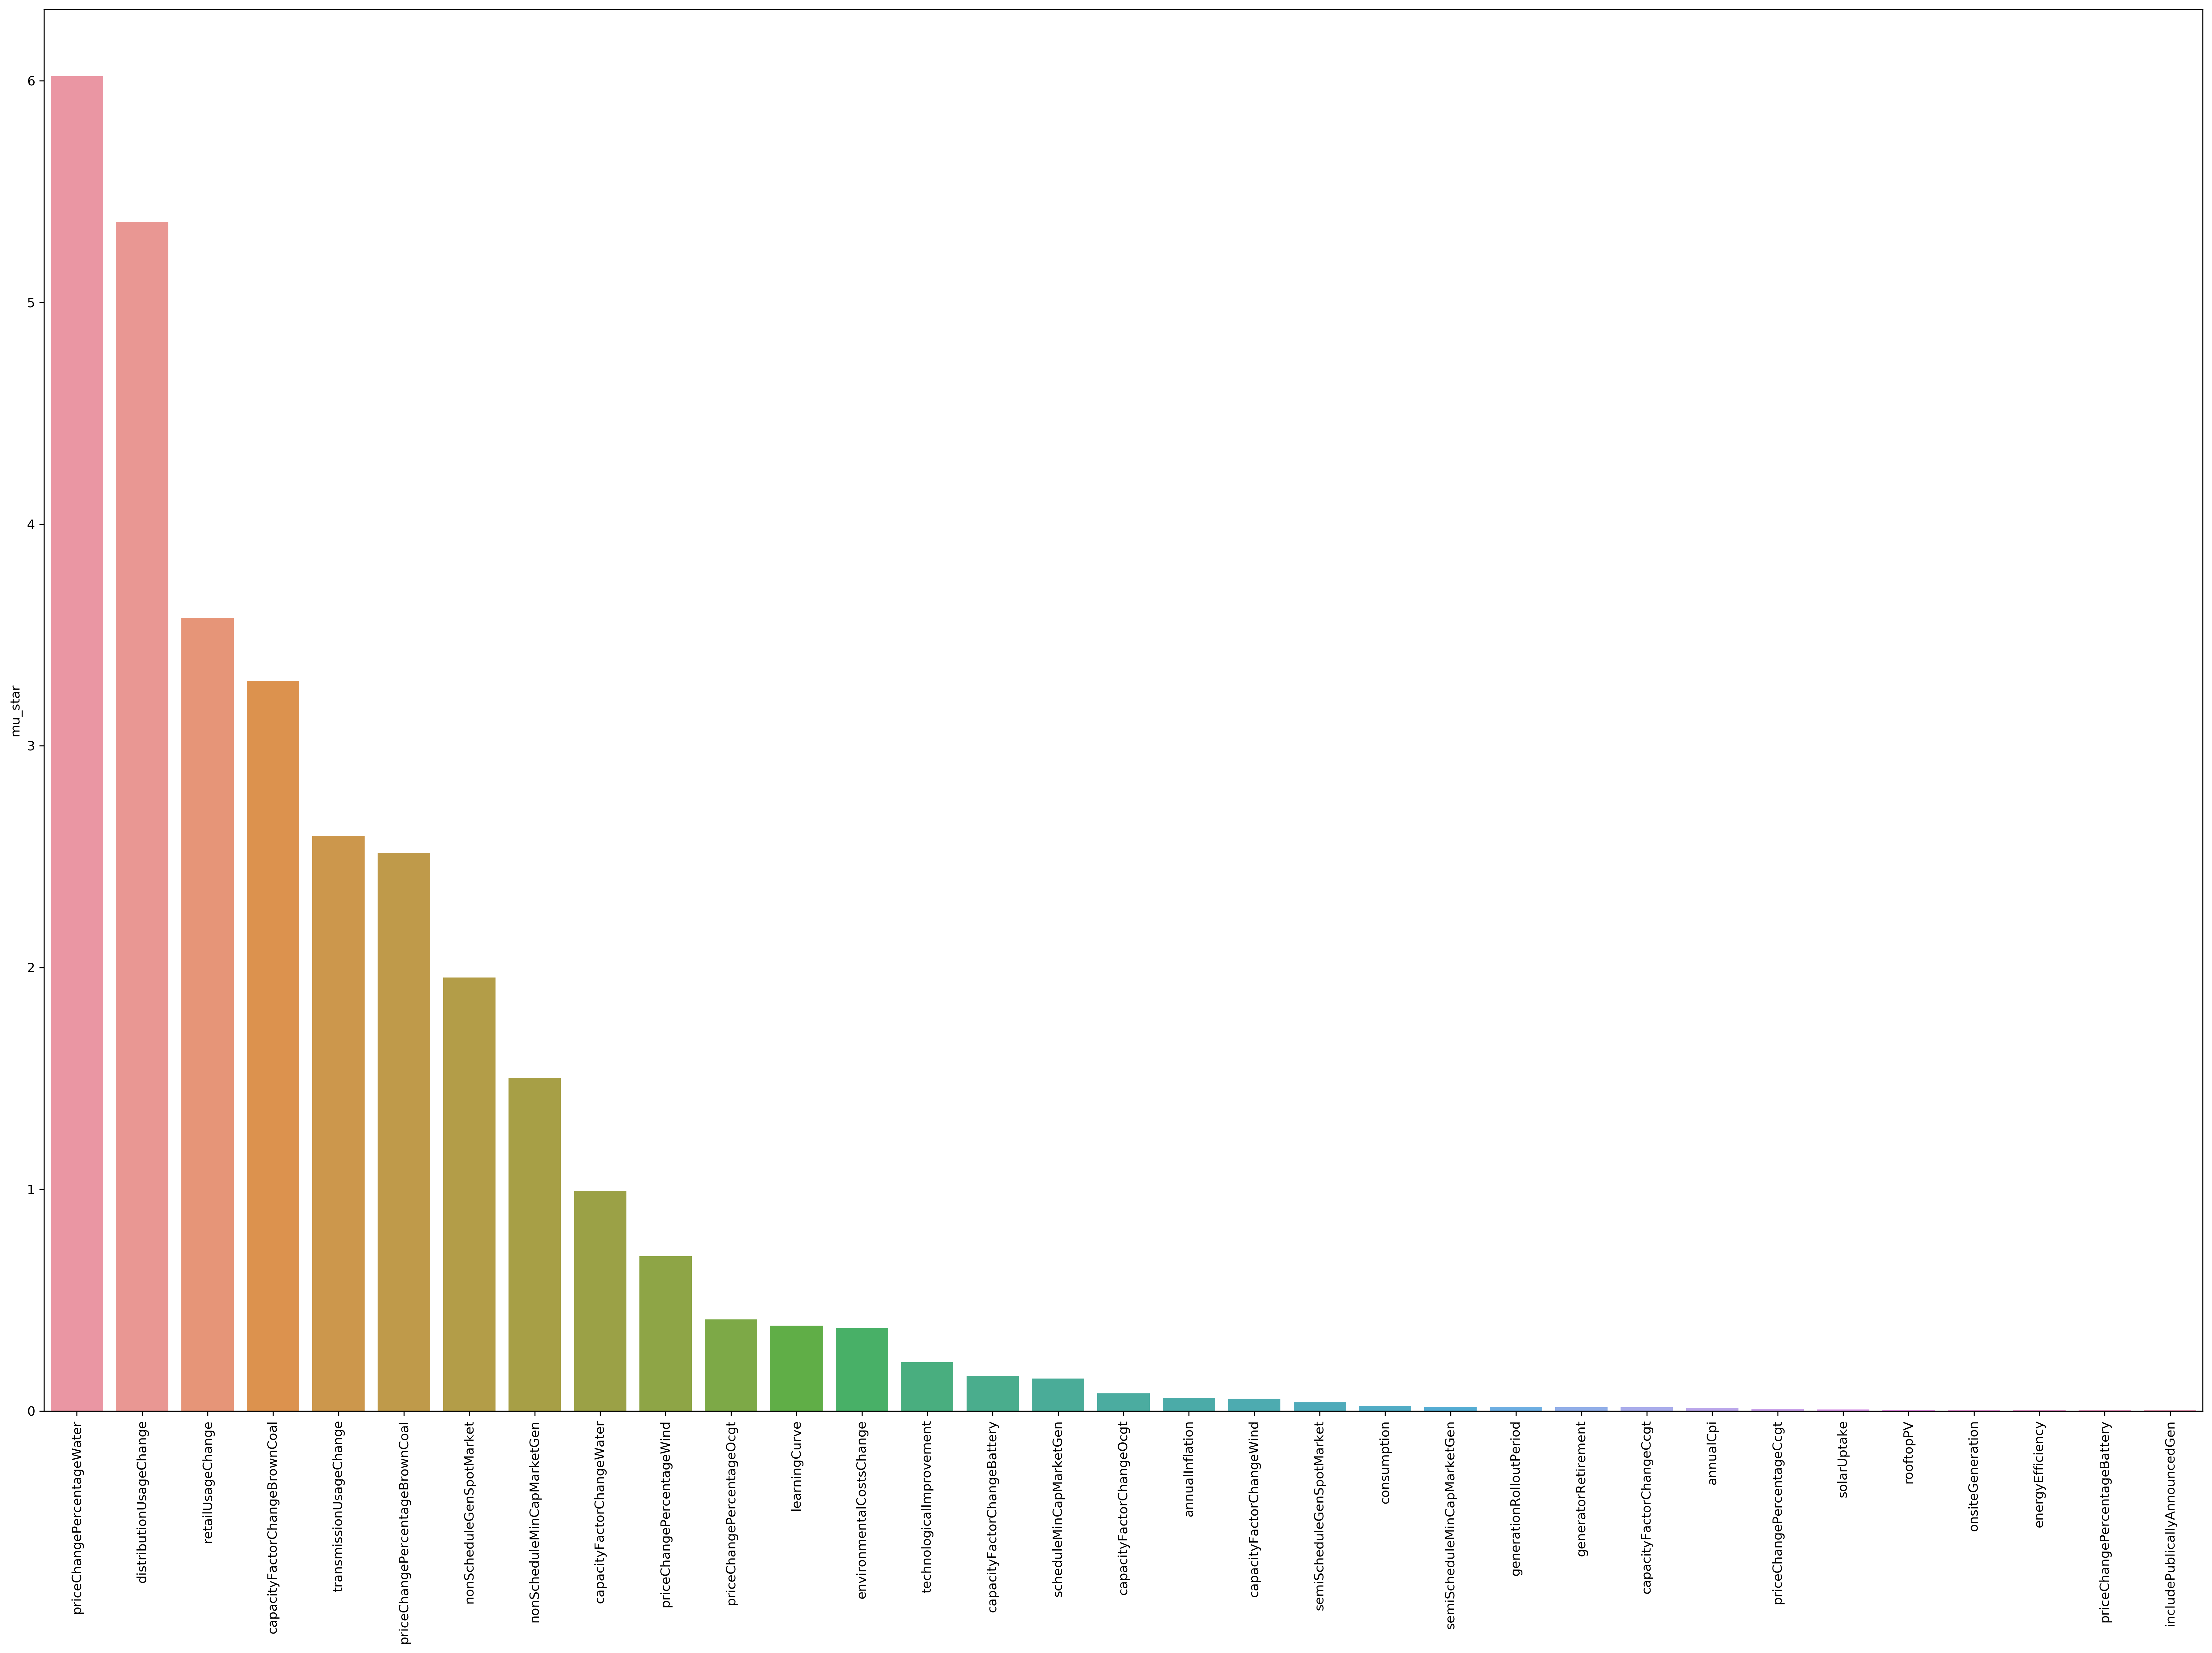 mu_star
6
5
4
3
2
1
0
priceChangePercentageWater
distributionUsageChange
retailUsageChange
capacityFactorChangeBrownCoal
transmissionUsageChange
priceChangePercentageBrownCoal
nonScheduleGenSpotMarket
nonScheduleMinCapMarketGen
capacityFactorChangeWater
priceChangePercentageWind
priceChangePercentageOcgt
learningCurve
environmentalCostsChange
technologicalImprovement
capacityFactorChangeBattery
scheduleMinCapMarketGen
capacityFactorChangeOcgt
annualInflation
capacityFactorChangeWind
semiScheduleGenSpotMarket
consumption
semiScheduleMinCapMarketGen
generationRolloutPeriod
generatorRetirement
capacityFactorChangeCcgt
annualCpi
priceChangePercentageCcgt
solarUptake
rooftopPV
onsiteGeneration
energyEfficiency
priceChangePercentageBattery
includePublicallyAnnouncedGen